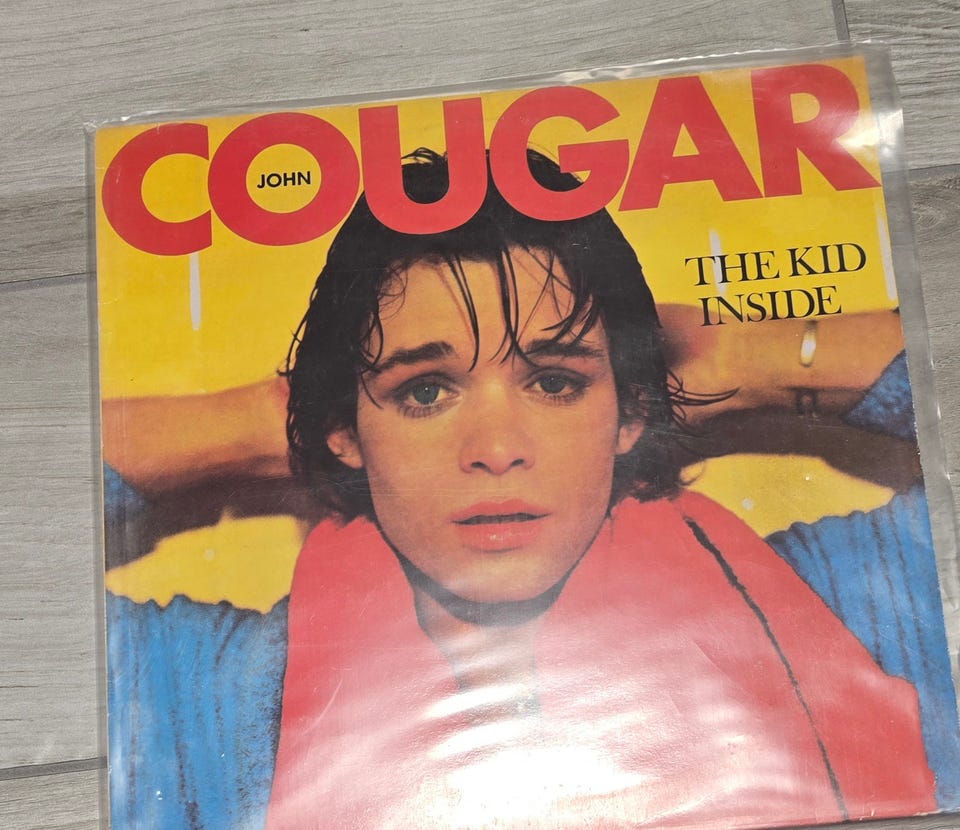 COUGAR
JOHN
THE KID
INSIDE